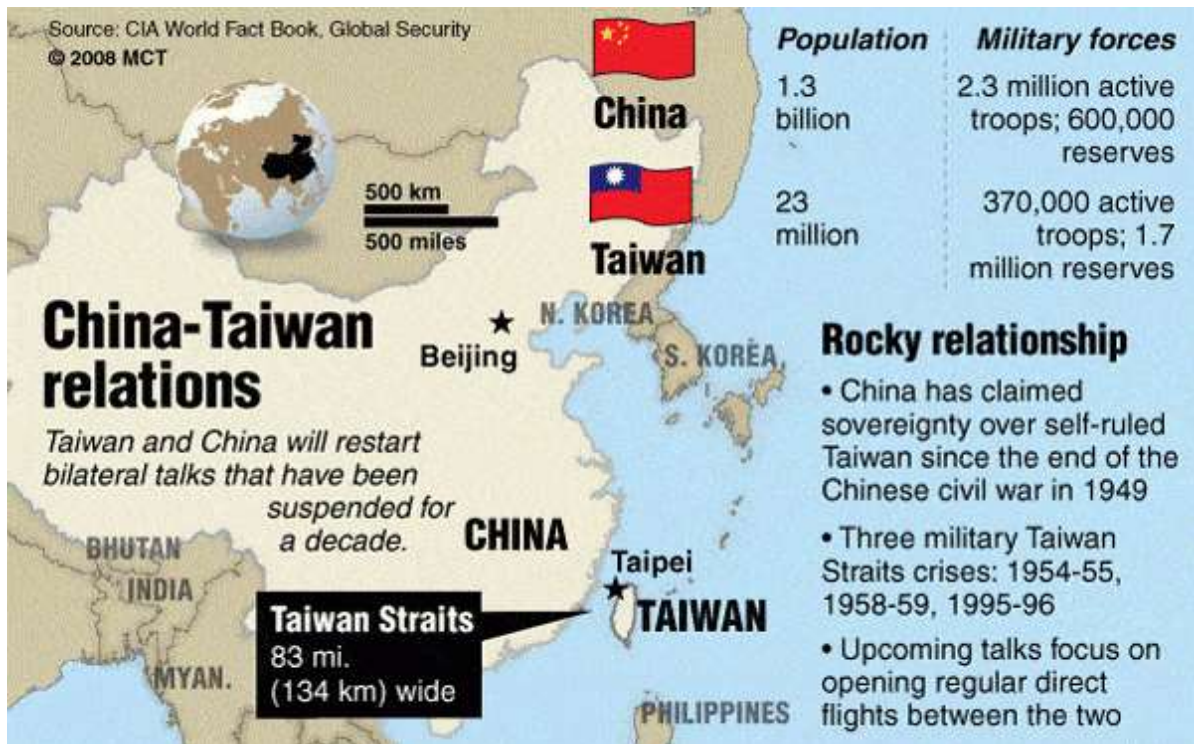 Source: CIA World Fact Book, Global Security
© 2008 MCT
500 km
500 miles
China
Taiwan
Population
1.3
billion
23
million
Military forces
2.3 million active
troops; 600,000
reserves
370,000 active
troops; 1.7
million reserves
China-Taiwan
relations
Taiwan and China will restart
bilateral talks that have been
suspended for
a decade.
Beijing
N. KOREA
S. KOREA
CHINA
Taipei
TAIWAN
BHUTAN
INDIA
MYAN.
PHILIPPINES
Taiwan Straits
83 mi.
(134 km) wide
Rocky relationship
• China has claimed
sovereignty over self-ruled
Taiwan since the end of the
Chinese civil war in 1949
• Three military Taiwan
Straits crises: 1954-55,
1958-59, 1995-96
• Upcoming talks focus on
opening regular direct
flights between the two